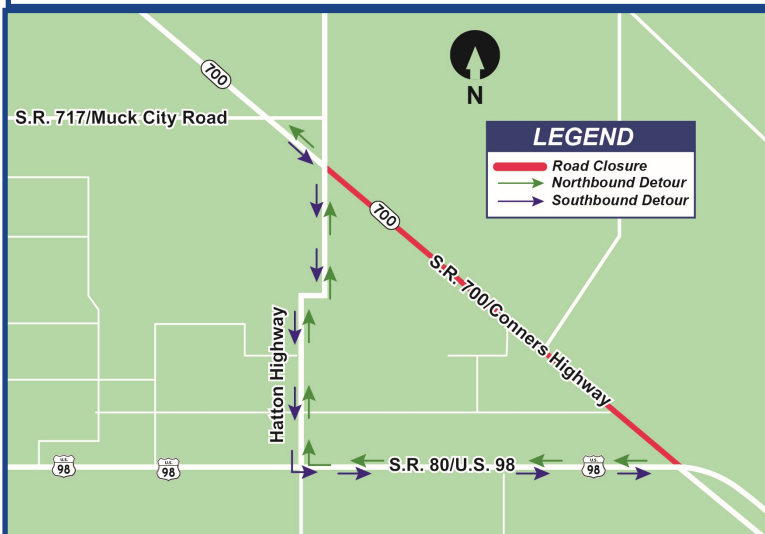 700
N
S.R. 717/Muck City Road
LEGEND
Road Closure
Northbound Detour
Southbound Detour
700
S.R. 700/Conners Highway
Hatton Highway
U.S.
98
U.S.
98
S.R. 80/U.S. 98
U.S.
98